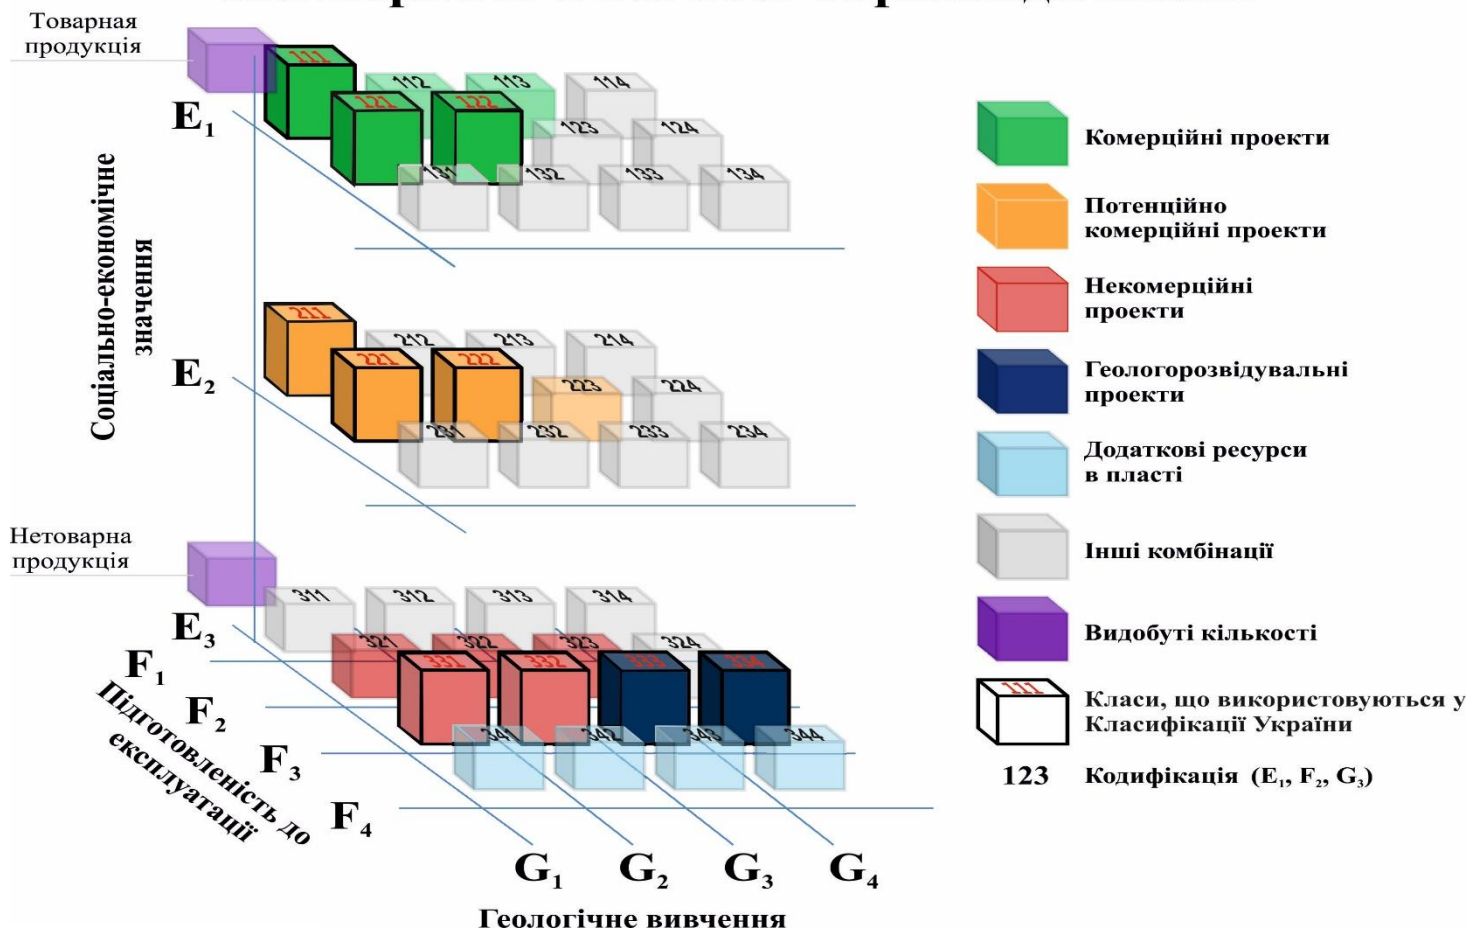 Товарная
продукція
E₁
Соціально-економічне
значення
111
112
113
114
121
122
123
124
131
132
133
134
E₂
211
212
213
214
221
222
223
224
231
232
233
234
Нетоварна
продукція
E₃
311
312
313
314
321
322
323
324
331
332
333
334
341
342
343
344
F₁
F₂
F₃
F₄
Підготовленість до
експлуатації
G₁
G₂
G₃
G₄
Геологічне вивчення
Комерційні проекти
Потенційно
комерційні проекти
Некомерційні
проекти
Геологорозвідувальні
проекти
Додаткові ресурси
в пласті
Інші комбінації
Видобуті кількості
111
Класи, що використовуються у
Класифікації України
123 Кодифікація (E₁, F₂, G₃)